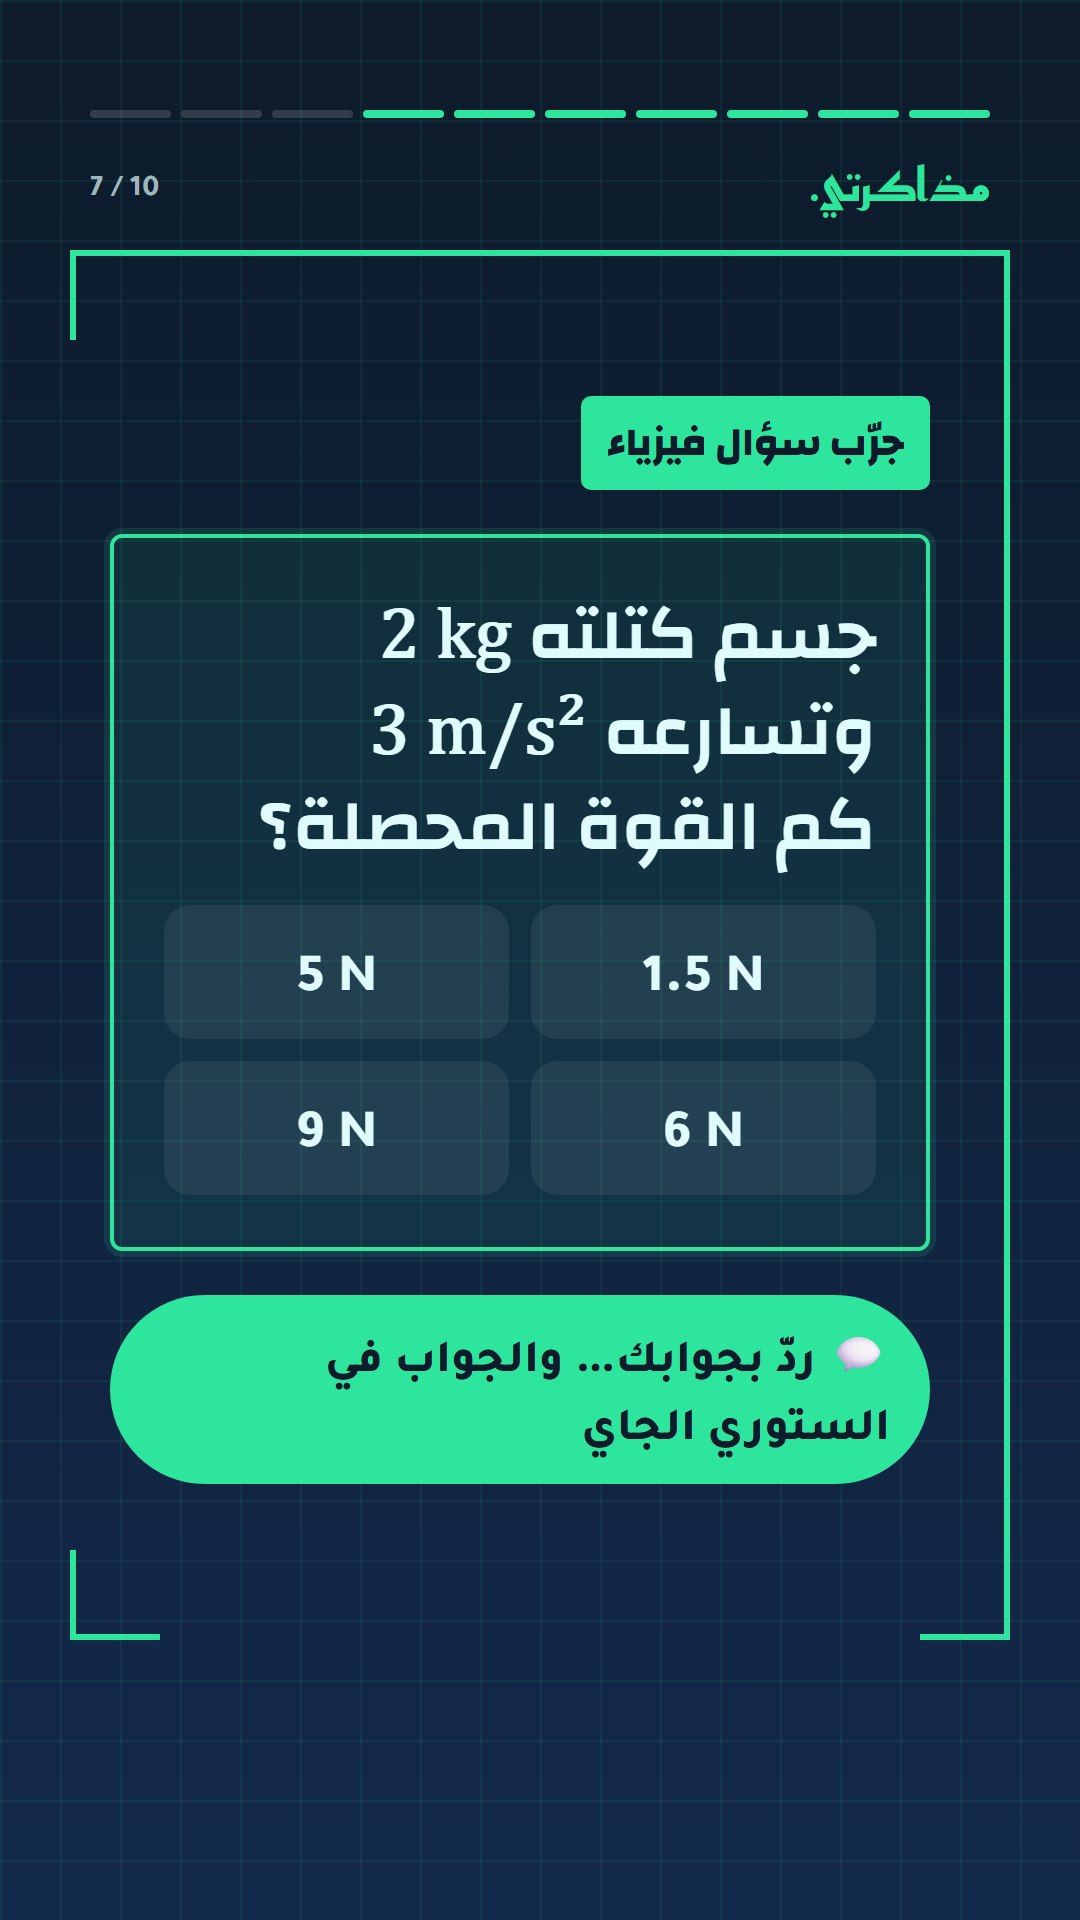 مذاكرتي.
7 / 10
جرّب سؤال فيزياء
جسم كتلته 2 kg
وتسارعه 3 m/s²
كم القوة المحصلة؟
1.5 N
5 N
6 N
9 N
💬 ردّ بجوابك... والجواب في
الستوري الجاي